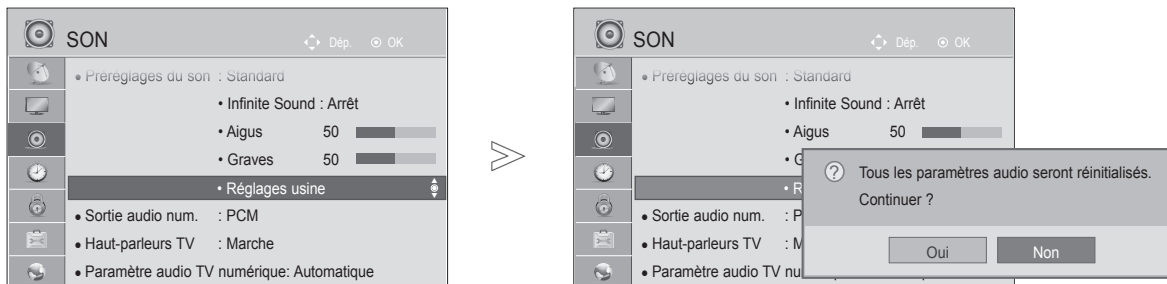 SON
Dép. OK
• Préréglages du son : Standard
• Infinite Sound : Arrêt
• Aigus 50
• Graves 50
• Réglages usine
• Sortie audio num. : PCM
• Haut-parleurs TV : Marche
• Paramètre audio TV numérique: Automatique
SON
Dép. OK
• Préréglages du son : Standard
• Infinite Sound : Arrêt
• Aigus 50
• G
• R
• Sortie audio num. : P
• Haut-parleurs TV : M
• Paramètre audio TV nu
? Tous les paramètres audio seront réinitialisés.
Continuer ?
Oui Non